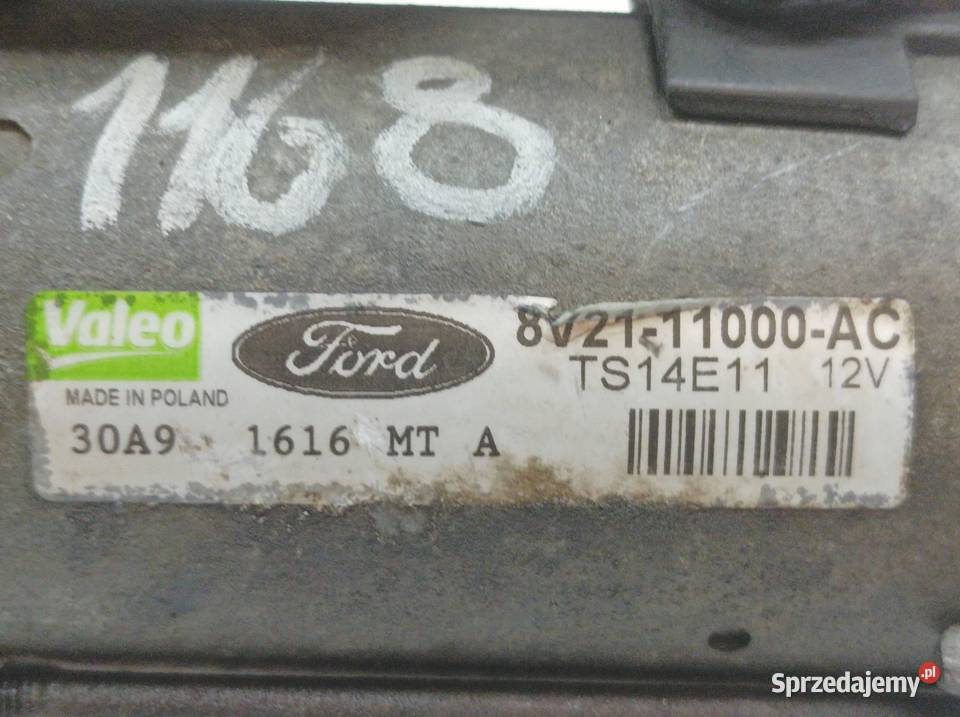 1168
Valeo
Ford
8V21-11000-AC
TS14E11 12V
MADE IN POLAND
30A9 1616 MT A
Sprzedajemy.pl